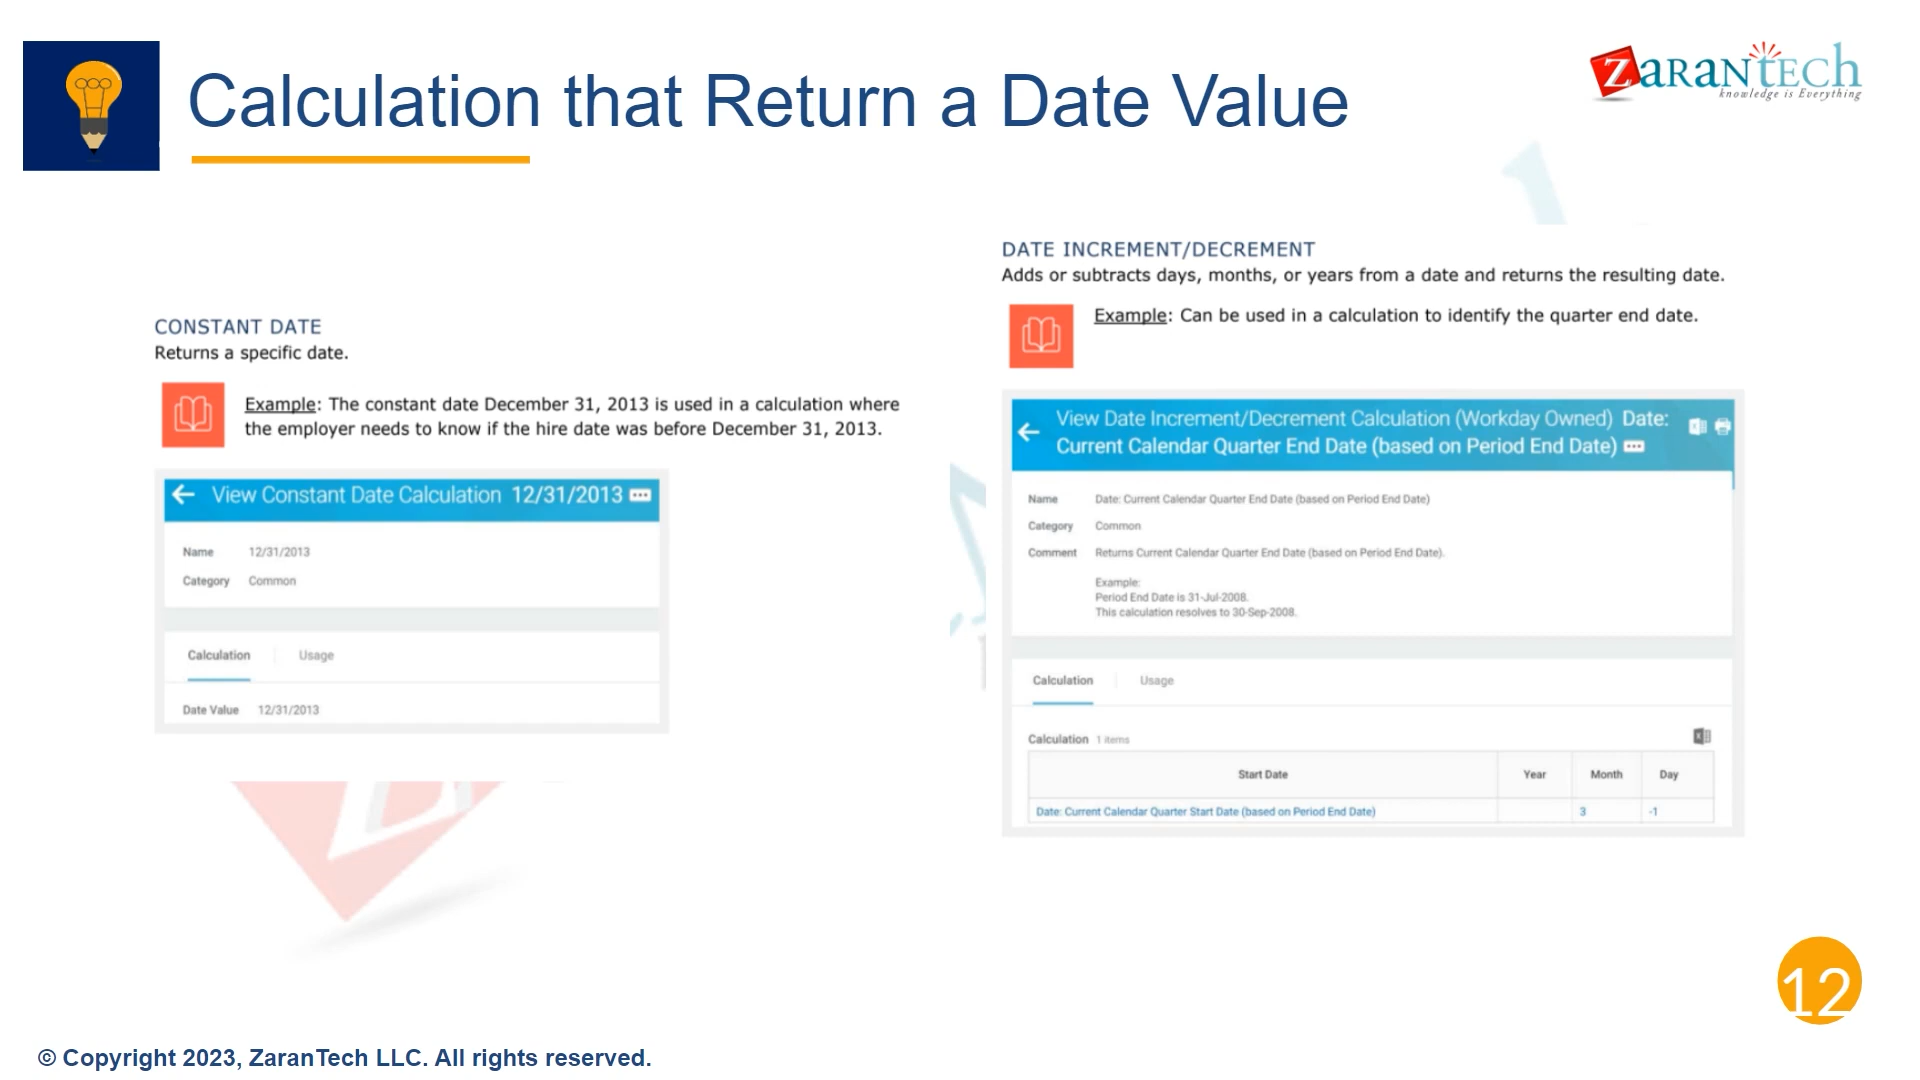 Calculation that Return a Date Value
ZARANTECH
knowledge is Everything
CONSTANT DATE
Returns a specific date.
Example: The constant date December 31, 2013 is used in a calculation where
the employer needs to know if the hire date was before December 31, 2013.
View Constant Date Calculation 12/31/2013
Name 12/31/2013
Category Common
Calculation Usage
Date Value 12/31/2013
DATE INCREMENT/DECREMENT
Adds or subtracts days, months, or years from a date and returns the resulting date.
Example: Can be used in a calculation to identify the quarter end date.
View Date Increment/Decrement Calculation (Workday Owned) Date:
Current Calendar Quarter End Date (based on Period End Date)
Name Date: Current Calendar Quarter End Date (based on Period End Date)
Category Common
Comment Returns Current Calendar Quarter End Date (based on Period End Date).
Example:
Period End Date is 31-Jul-2008.
This calculation resolves to 30-Sep-2008.
Calculation Usage
Calculation 1 items
Start Date Year Month Day
Date: Current Calendar Quarter Start Date (based on Period End Date) 3 -1
12
© Copyright 2023, ZaranTech LLC. All rights reserved.